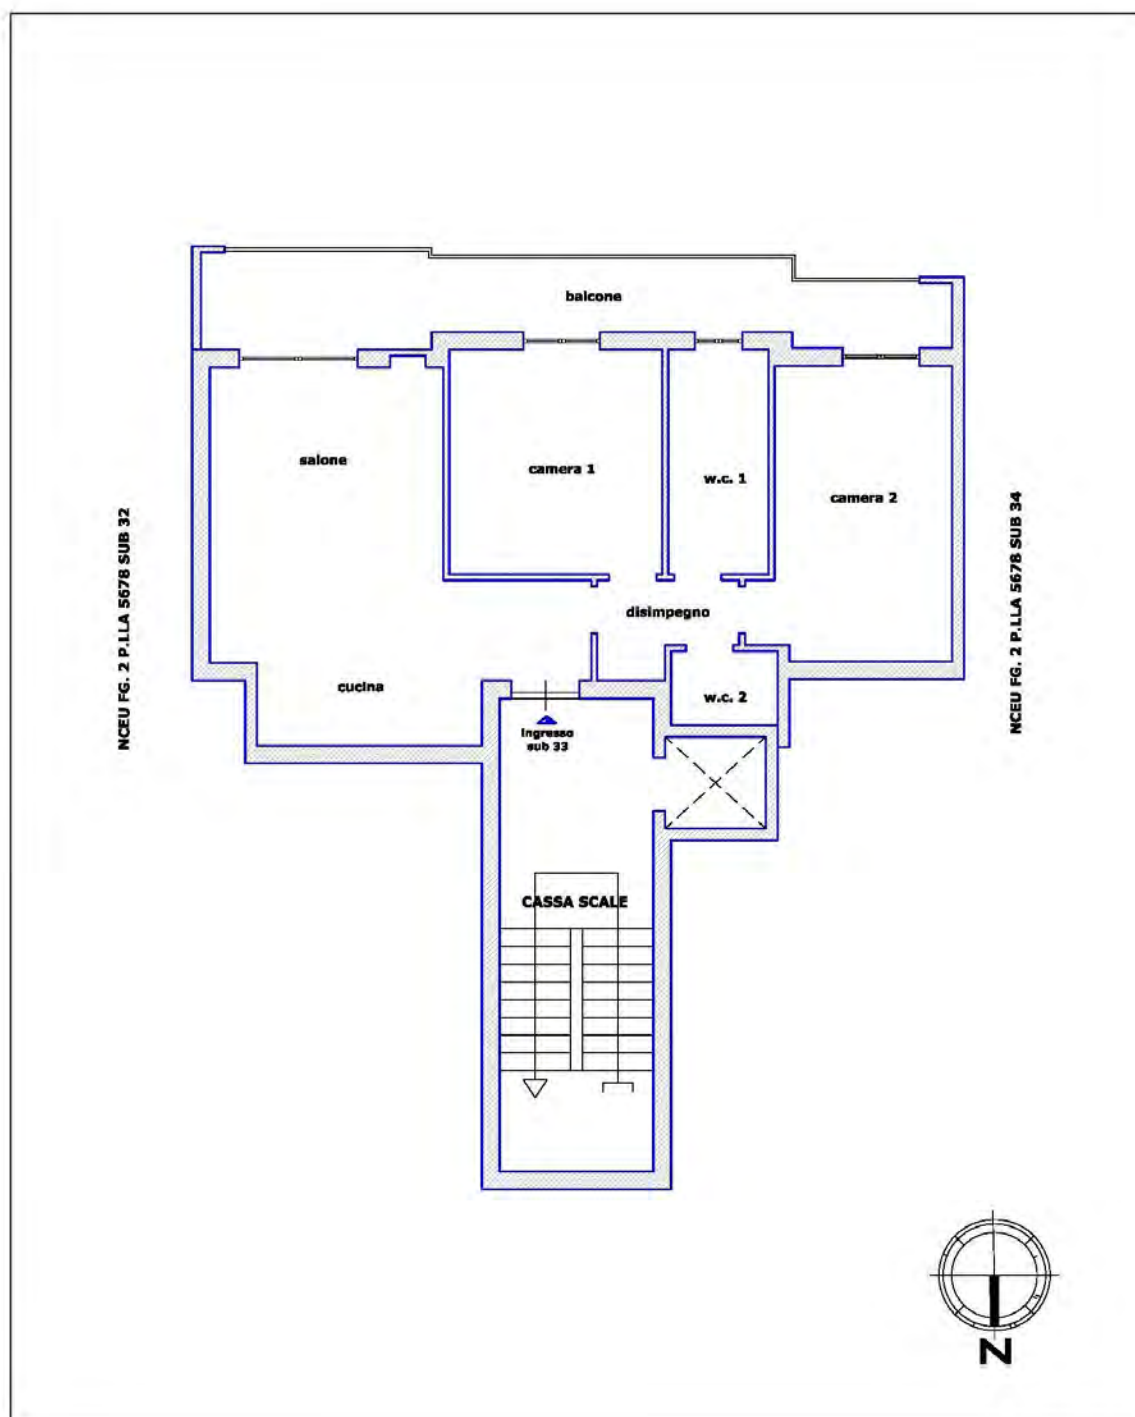 balcone
salone
camera 1
w.c. 1
camera 2
NCEU FG. 2 P.LLA 5678 SUB 32
NCEU FG. 2 P.LLA 5678 SUB 34
disimpegno
cucina
w.c. 2
Ingresso
sub 33
CASSA SCALE
N